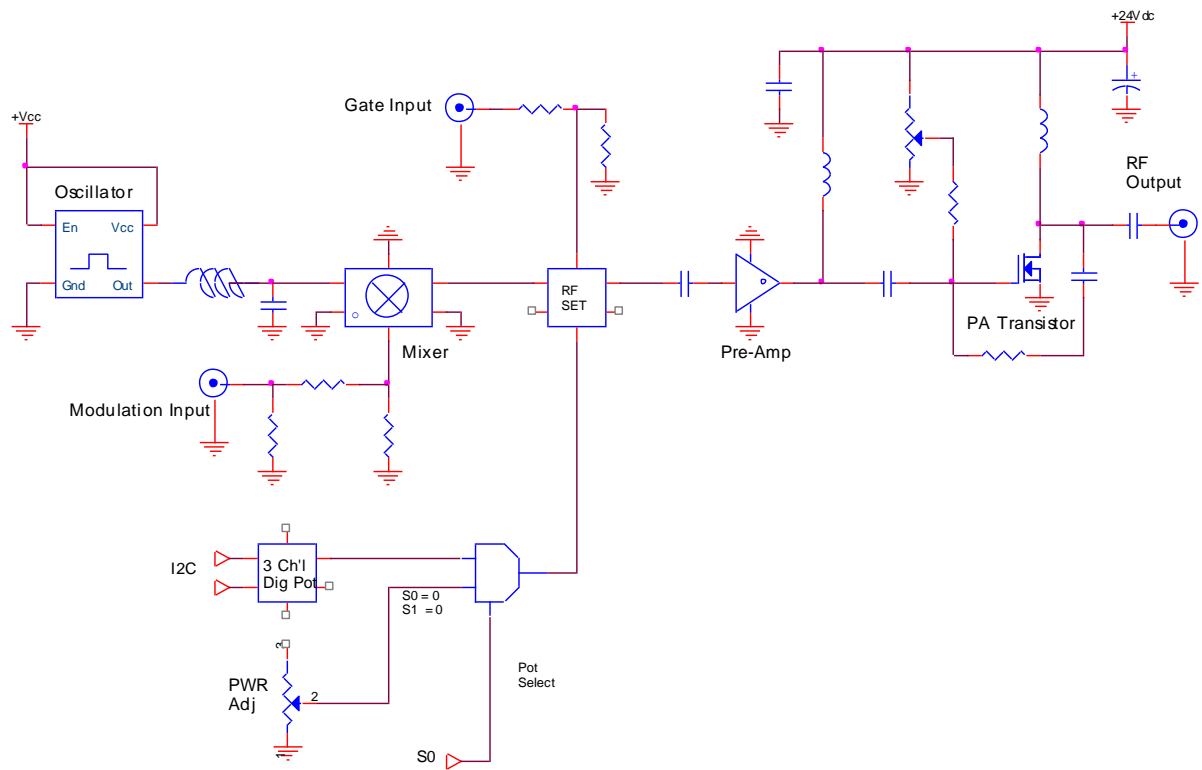 +24Vdc
Gate Input
+Vcc
Oscillator
En Vcc
Gnd Out
RF
Output
RF
SET
Mixer
Pre-Amp
PA Transistor
Modulation Input
I2C
3 Ch'l
Dig Pot
S0 = 0
S1 = 0
3
PWR
Adj
2
1
Pot
Select
S0